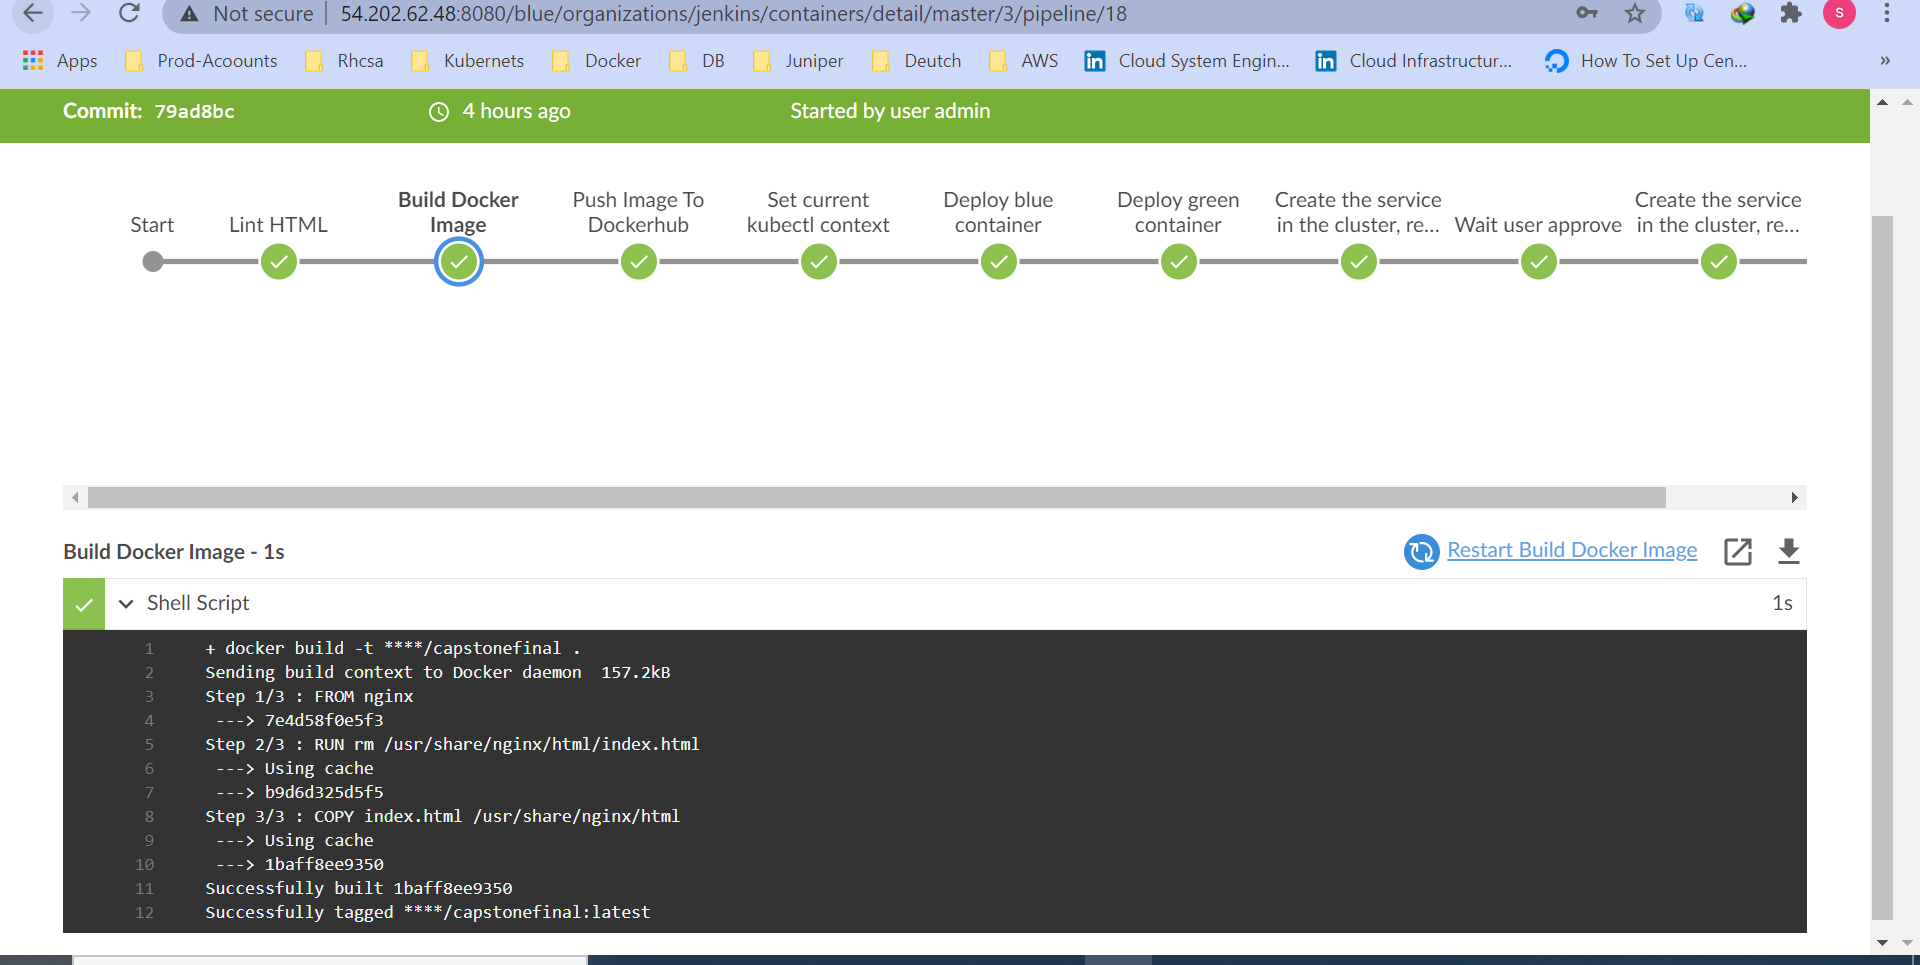 Not secure | 54.202.62.48:8080/blue/organizations/jenkins/containers/detail/master/3/pipeline/18
S
Apps Prod-Acoounts Rhcsa Kubernets Docker DB Juniper Deutch AWS in Cloud System Engin... in Cloud Infrastructur... How To Set Up Cen... »
Commit: 79ad8bc 4 hours ago Started by user admin
Start
Lint HTML
Build Docker
Image
Push Image To
Dockerhub
Set current
kubectl context
Deploy blue
container
Deploy green
container
Create the service
in the cluster, re...
Wait user approve
Create the service
in the cluster, re...
Build Docker Image - 1s Restart Build Docker Image
Shell Script 1s
1 + docker build -t ****/capstonefinal .
2 Sending build context to Docker daemon  157.2kB
3 Step 1/3 : FROM nginx
4 ---> 7e4d58f0e5f3
5 Step 2/3 : RUN rm /usr/share/nginx/html/index.html
6 ---> Using cache
7 ---> b9d6d325d5f5
8 Step 3/3 : COPY index.html /usr/share/nginx/html
9 ---> Using cache
10 ---> 1baff8ee9350
11 Successfully built 1baff8ee9350
12 Successfully tagged ****/capstonefinal:latest